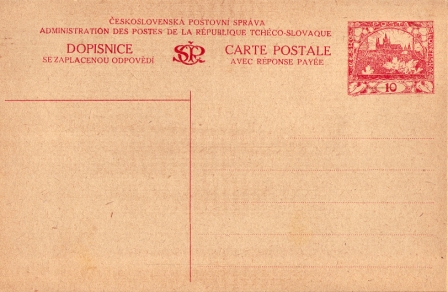 ČESKOSLOVENSKÁ POŠTOVNÍ SPRÁVA
ADMINISTRATION DES POSTES DE LA RÉPUBLIQUE TCHÉCO-SLOVAQUE
DOPISNICE
SE ZAPLACENOU ODPOVĚDÍ
SČR
CARTE POSTALE
AVEC RÉPONSE PAYÉE
10